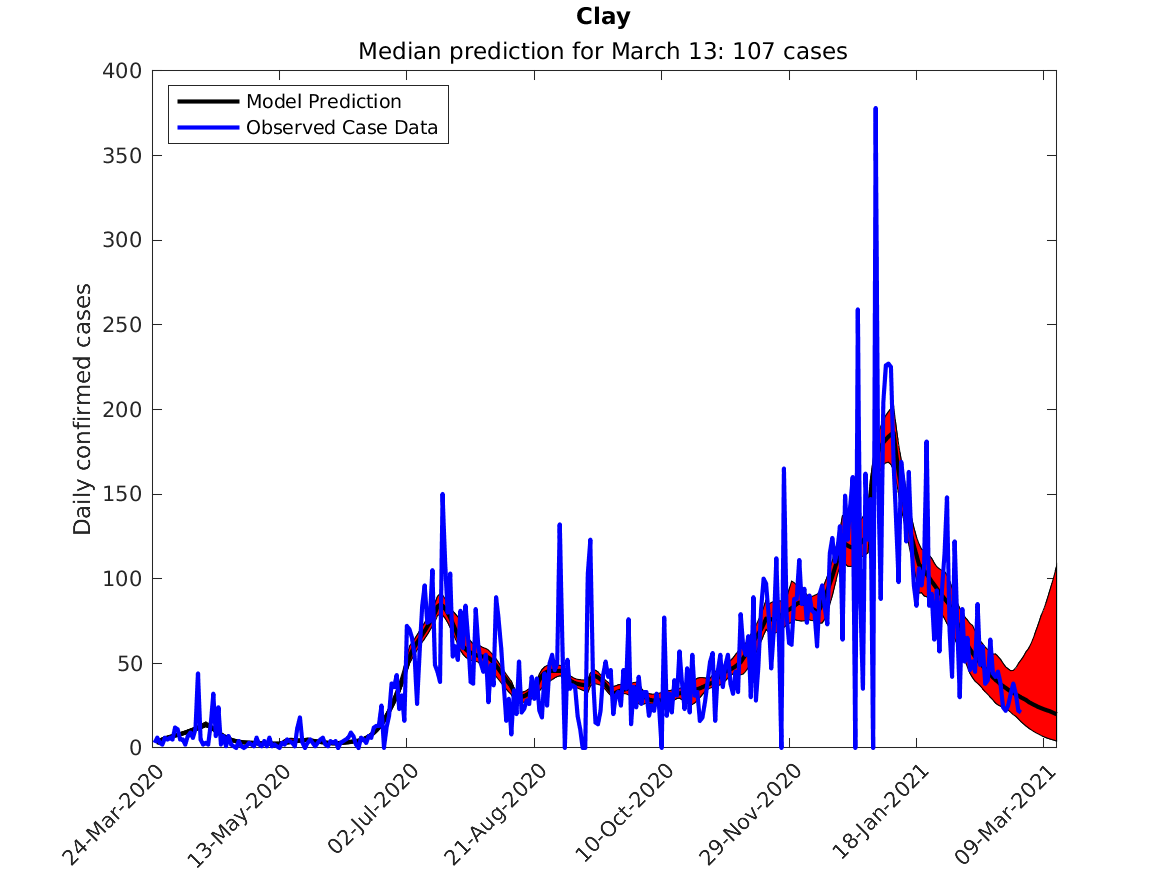 Clay
Median prediction for March 13: 107 cases
Model Prediction
Observed Case Data
Daily confirmed cases
400
350
300
250
200
150
100
50
0
24-Mar-2020
13-May-2020
02-Jul-2020
21-Aug-2020
10-Oct-2020
29-Nov-2020
18-Jan-2021
09-Mar-2021